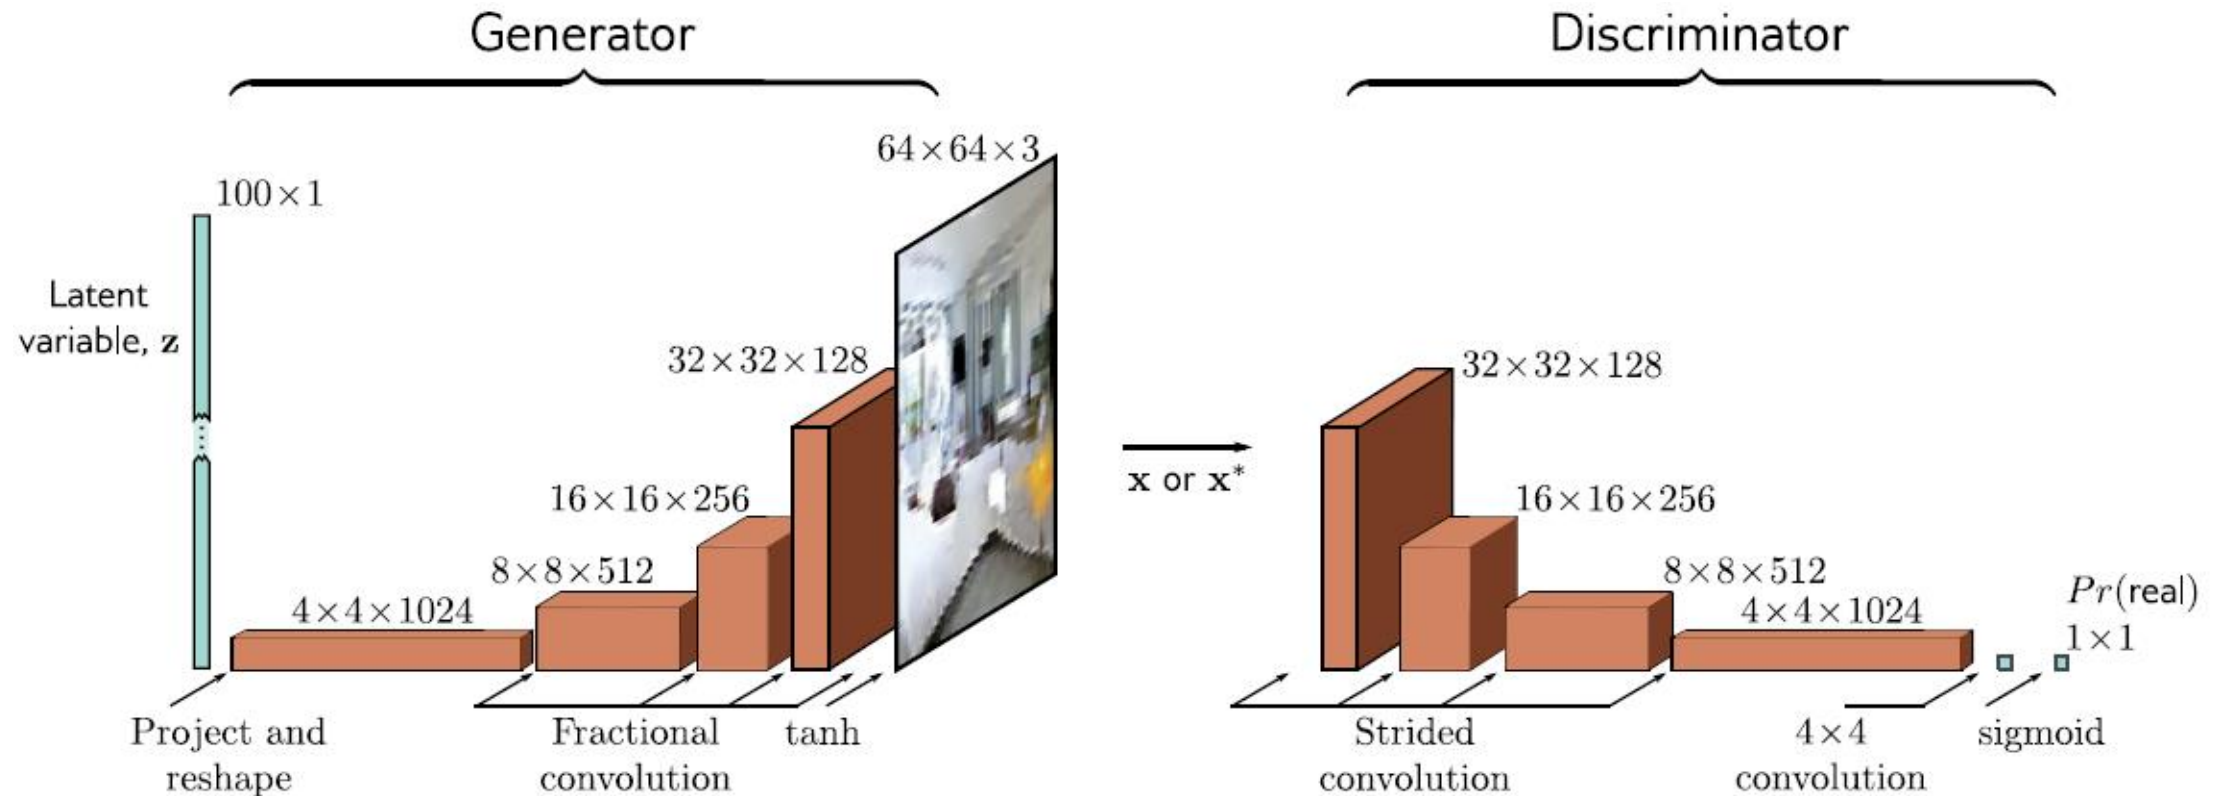 Generator
100×1
Latent
variable, z
4×4×1024
8×8×512
16×16×256
32×32×128
64×64×3
Project and
reshape
Fractional
convolution
tanh
x or x*
Discriminator
32×32×128
16×16×256
8×8×512
4×4×1024
Pr(real)
1×1
Strided
convolution
4×4
convolution
sigmoid